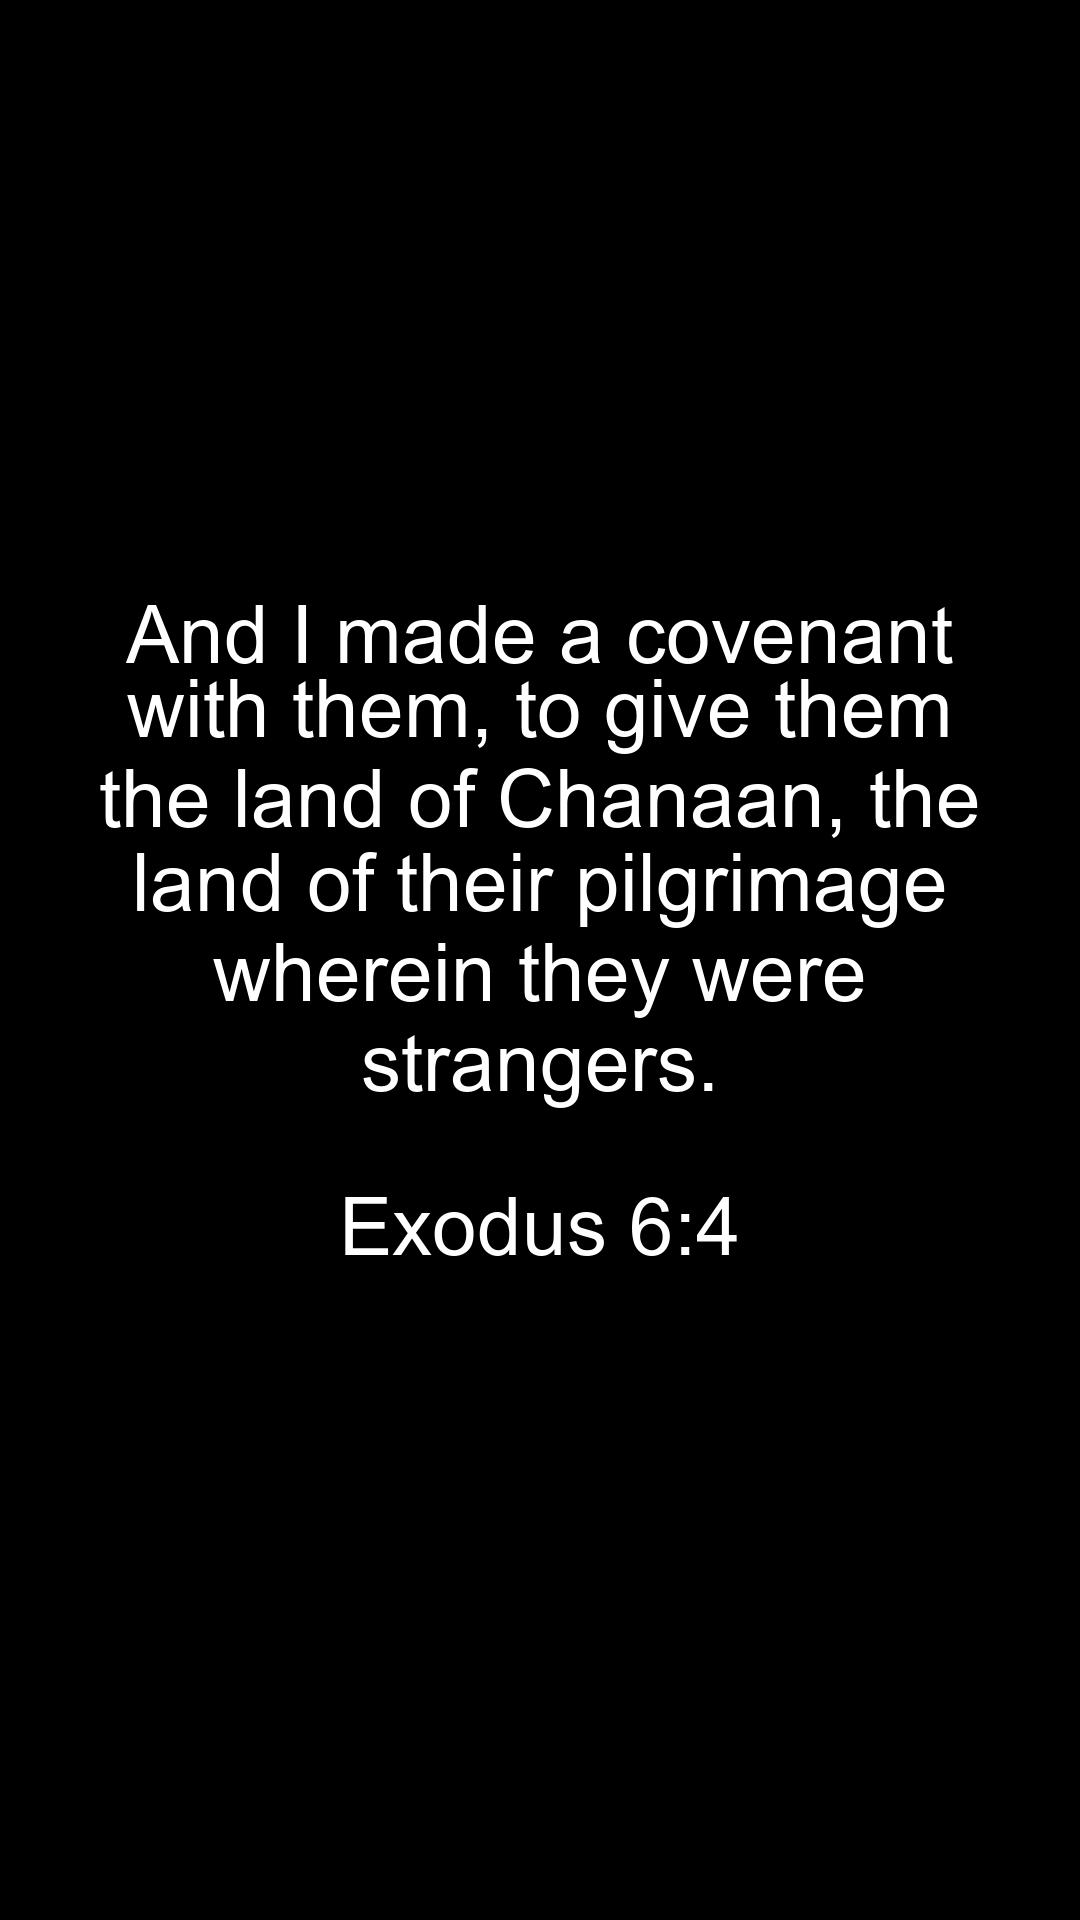 And I made a covenant
with them, to give them
the land of Chanaan, the
land of their pilgrimage
wherein they were
strangers.
Exodus 6:4